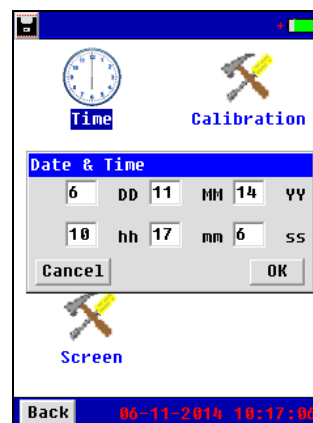 Time Calibration
Date & Time
6 DD 11 MM 14 YY
10 hh 17 mm 6 ss
Cancel OK
Screen
Back 06-11-2014 10:17:06